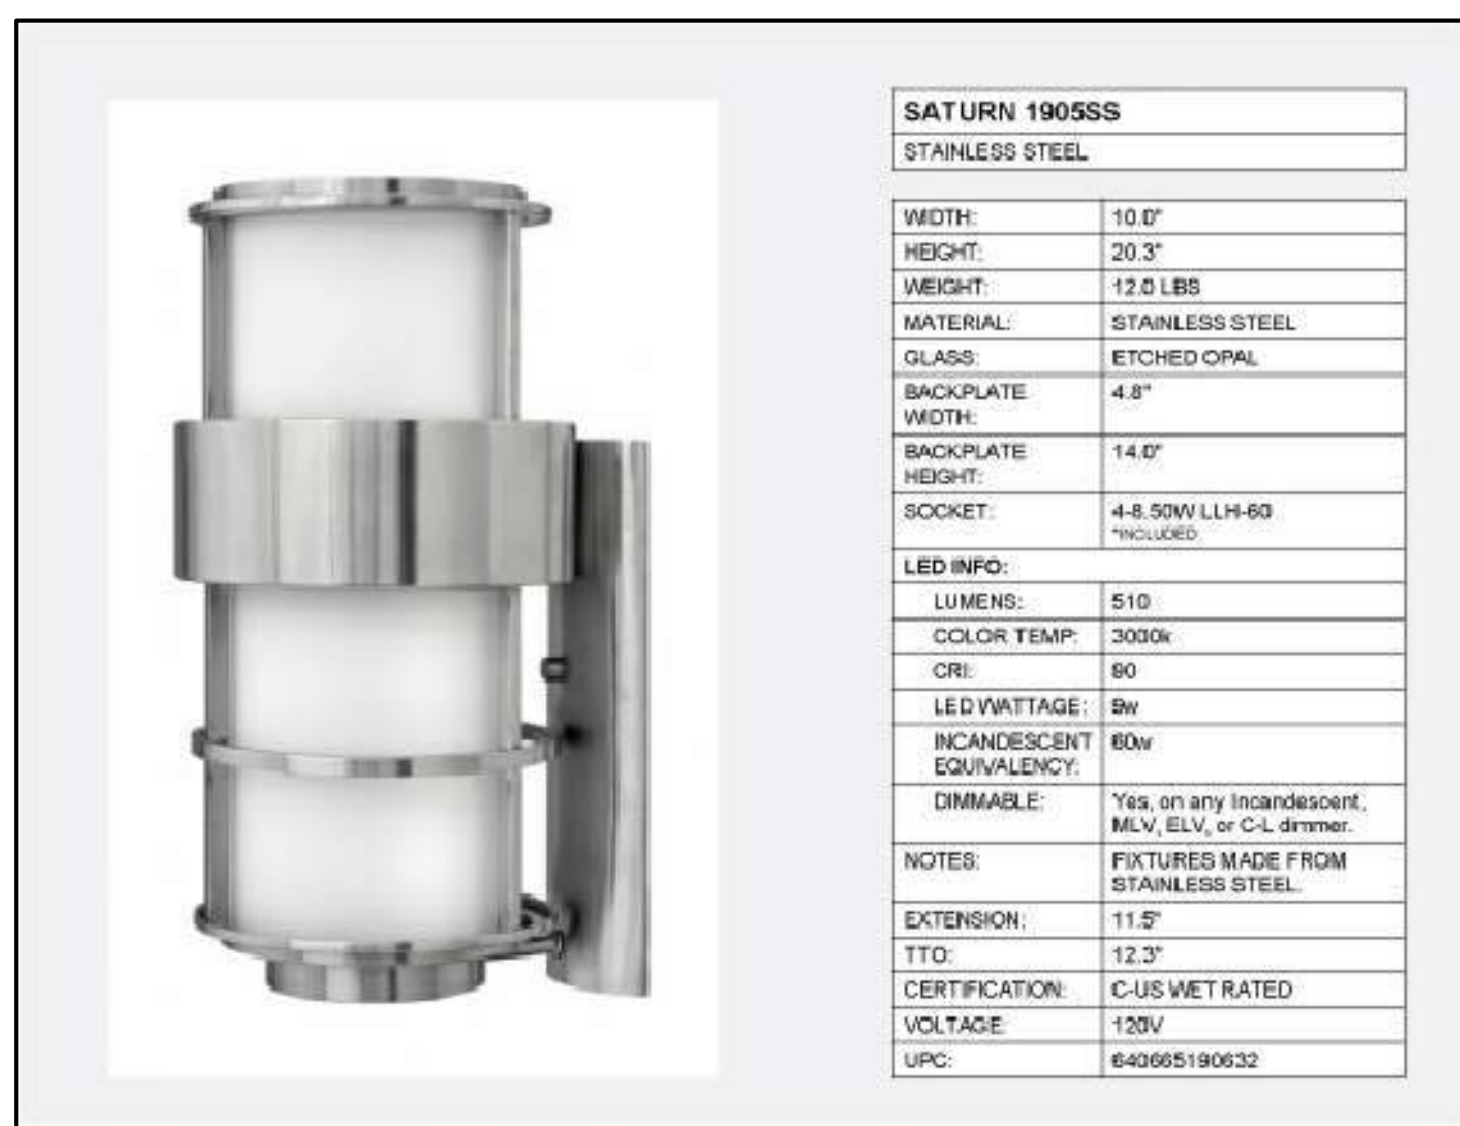 SATURN 1905SS
STAINLESS STEEL
WIDTH: 10.0"
HEIGHT: 20.3"
WEIGHT: 12.0 LBS
MATERIAL: STAINLESS STEEL
GLASS: ETCHED OPAL
BACKPLATE 4.8"
WIDTH:
BACKPLATE 14.0"
HEIGHT:
SOCKET: 4-8.50W LLH-60
*INCLUDED
LED INFO:
LUMENS: 510
COLOR TEMP: 3000k
CRI:
LED WATTAGE: 9w
INCANDESCENT 60w
EQUIVALENCY:
DIMMABLE: Yes, on any Incandescent,
MLV, ELV, or C-L dimmer.
NOTES: FIXTURES MADE FROM
STAINLESS STEEL.
EXTENSION: 11.5"
TTO: 12.3"
CERTIFICATION: C-US WET RATED
VOLTAGE: 120V
UPC: 640665190632